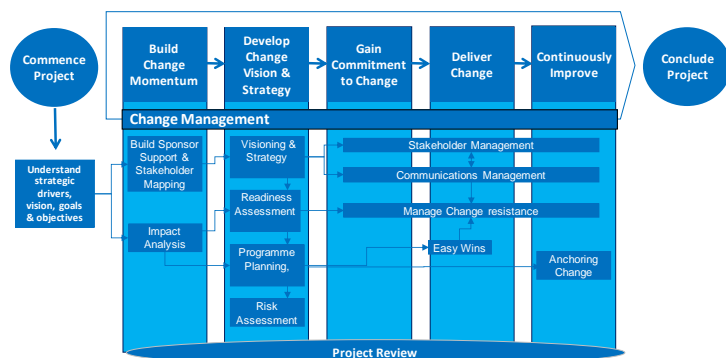 Commence
Project
Build
Change
Momentum
Develop
Change
Vision &
Strategy
Gain
Commitment
to Change
Deliver
Change
Continuously
Improve
Conclude
Project
Change Management
Understand
strategic
drivers,
vision, goals
& objectives
Build Sponsor
Support &
Stakeholder
Mapping
Impact
Analysis
Visioning &
Strategy
Readiness
Assessment
Programme
Planning,
Risk
Assessment
Stakeholder Management
Communications Management
Manage Change resistance
Easy Wins
Anchoring
Change
Project Review